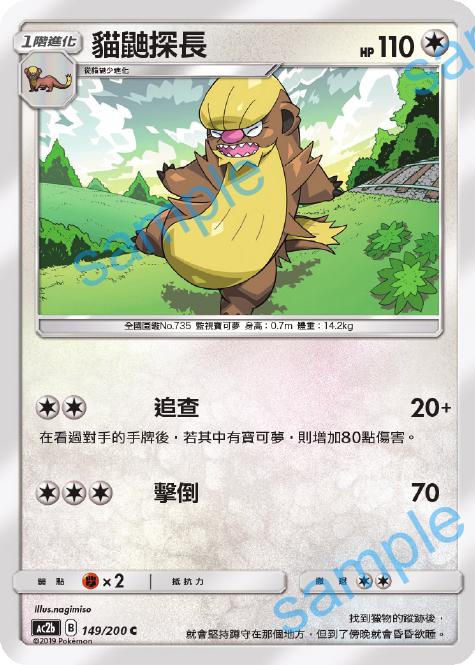 1階進化
貓鼬探長
HP 110
從貓鼬少進化
sample
sample
全國圖鑑No.735 監視寶可夢 身高：0.7m 體重：14.2kg
追查
20+
在看過對手的手牌後，若其中有寶可夢，則增加80點傷害。
擊倒
70
sample
弱點
×2
抵抗力
撤退
illus.nagimiso
ac2b B 149/200 C
©2019 Pokémon
找到獵物的蹤跡後，
就會堅持蹲守在那個地方，但到了傍晚就會昏昏欲睡。